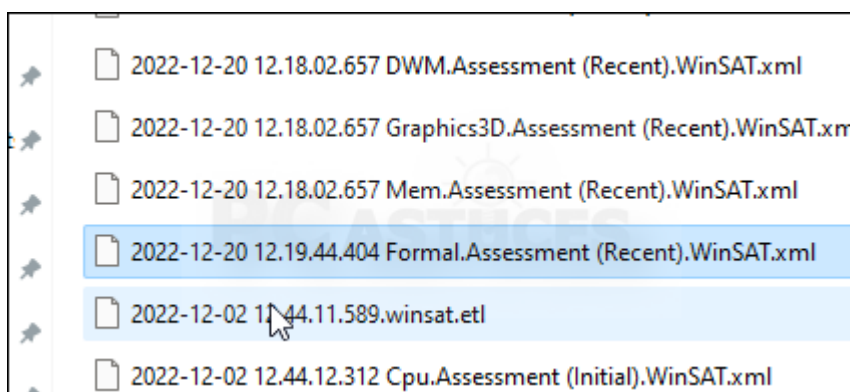 2022-12-20 12.18.02.657 DWM.Assessment (Recent).WinSAT.xml
2022-12-20 12.18.02.657 Graphics3D.Assessment (Recent).WinSAT.xm
2022-12-20 12.18.02.657 Mem.Assessment (Recent).WinSAT.xml
PC ASTUCES
2022-12-20 12.19.44.404 Formal.Assessment (Recent).WinSAT.xml
2022-12-02 12.44.11.589.winsat.etl
2022-12-02 12.44.12.312 Cpu.Assessment (Initial).WinSAT.xml